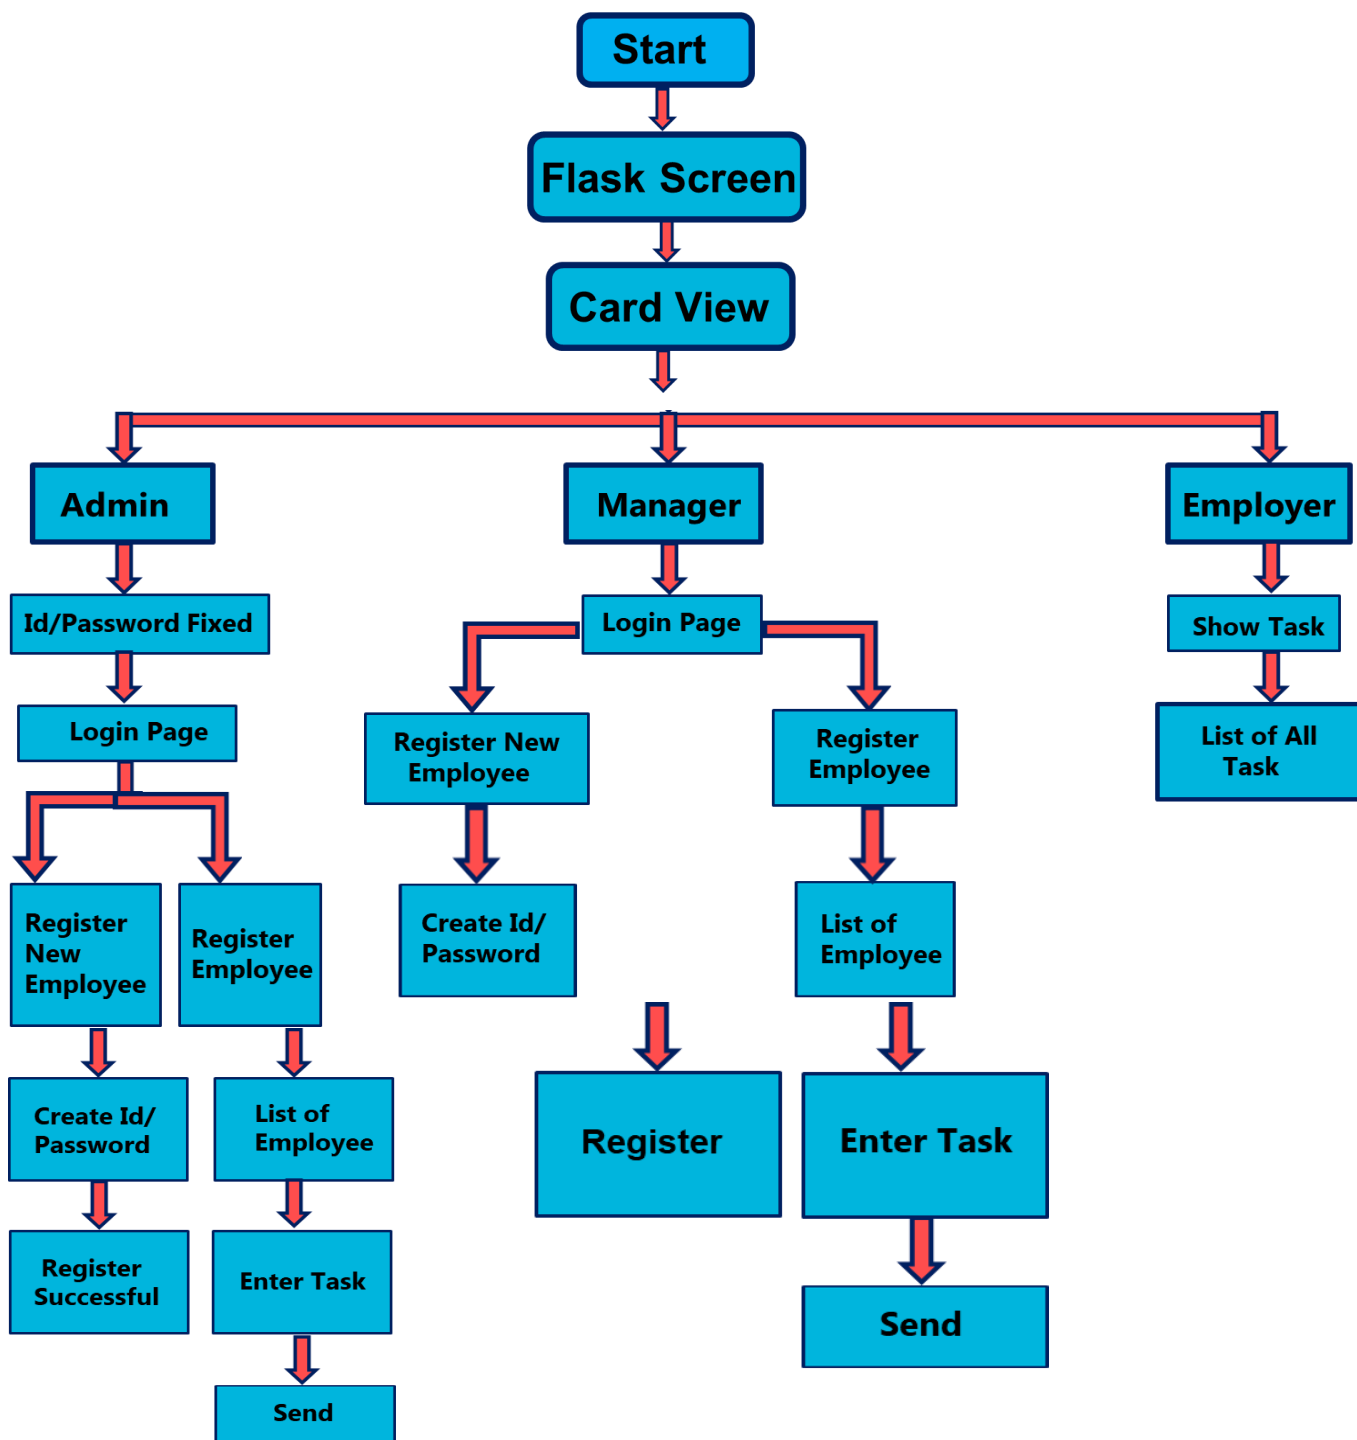 Start
Flask Screen
Card View
Admin
Manager
Employer
Id/Password Fixed
Login Page
Show Task
Login Page
Register New
Employee
Register
Employee
List of All
Task
Register
New
Employee
Register
Employee
Create Id/
Password
List of
Employee
Create Id/
Password
List of
Employee
Register
Enter Task
Register
Successful
Enter Task
Send
Send